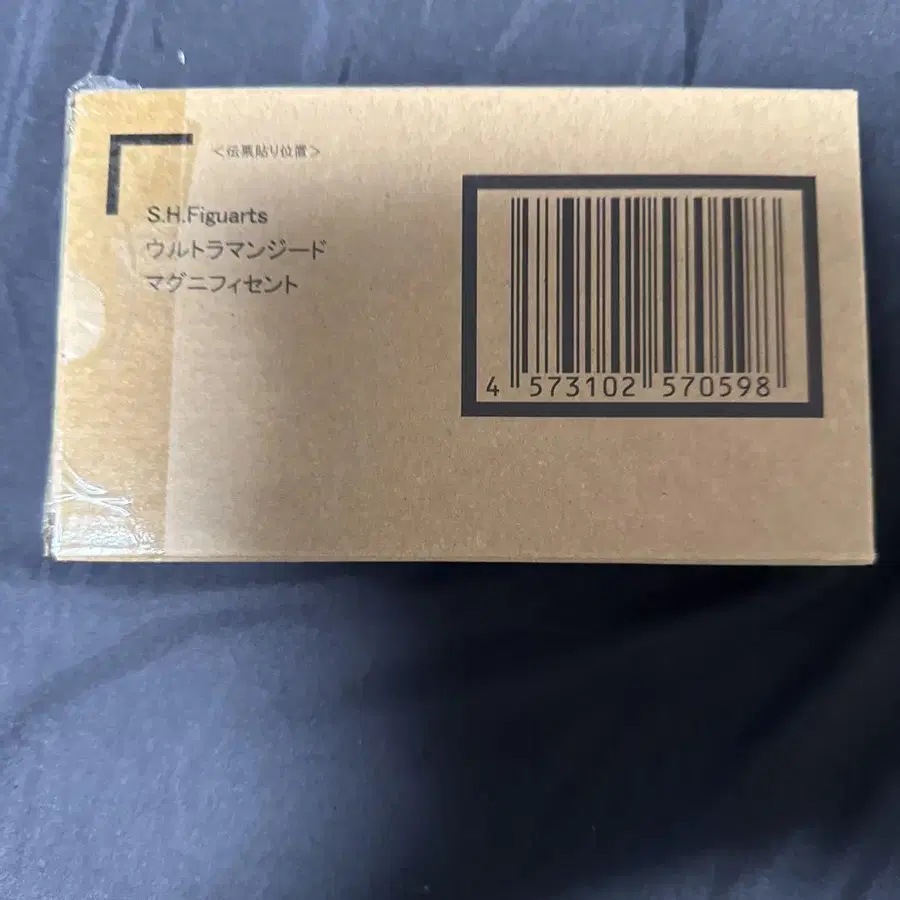 <伝票貼り位置>
S.H.Figuarts
ウルトラマンジード
マグニフィセント
4 573102 570598